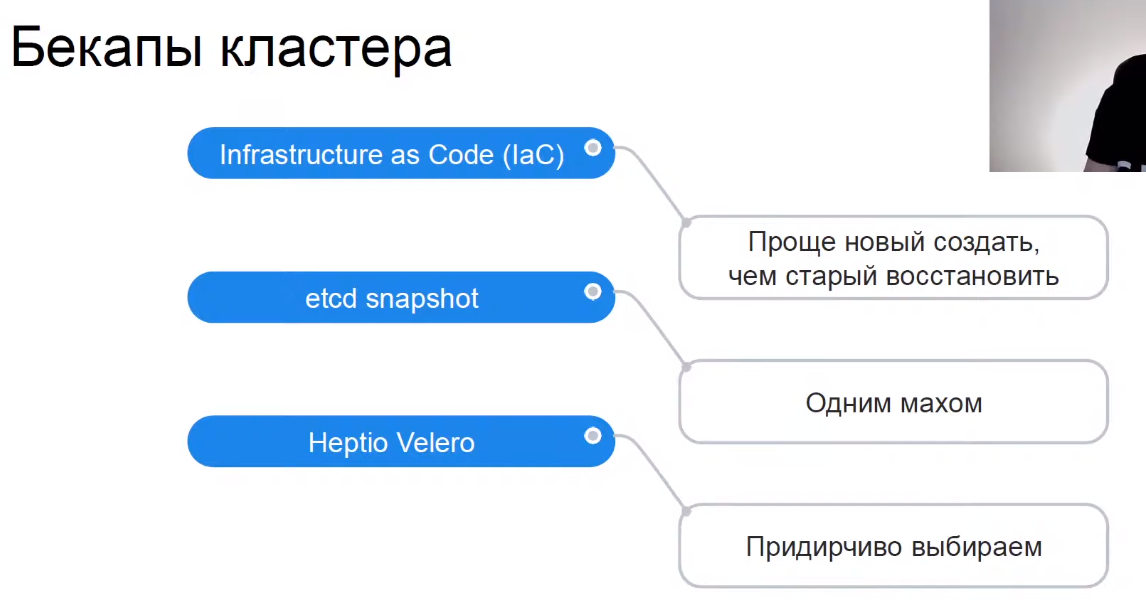 Бекапы кластера
Infrastructure as Code (IaC)
Проще новый создать,
чем старый восстановить
etcd snapshot
Одним махом
Heptio Velero
Придирчиво выбираем